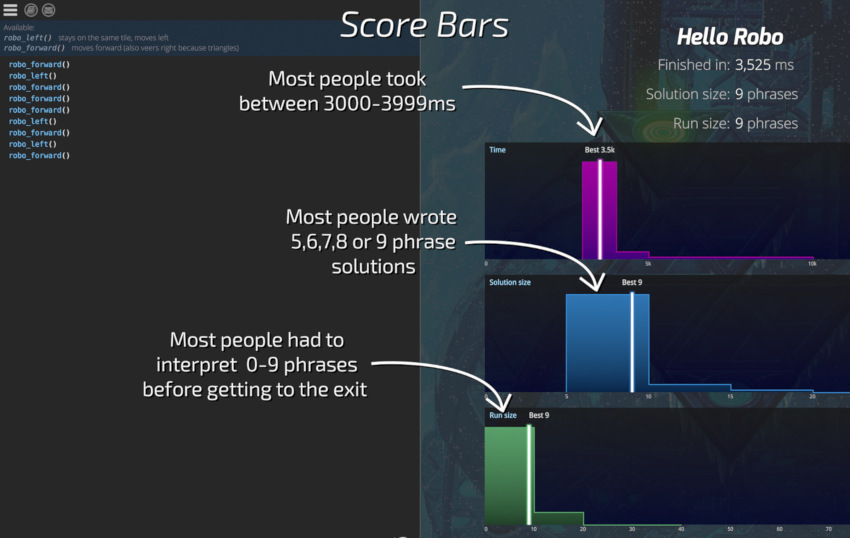 Score Bars
Available:
robo_left() stays on the same tile, moves left
robo_forward() moves forward (also veers right because triangles)
robo_forward()
robo_left()
robo_forward()
robo_forward()
robo_forward()
robo_left()
robo_forward()
robo_left()
robo_forward()
Most people took
between 3000-3999ms
Most people wrote
5,6,7,8 or 9 phrase
solutions
Most people had to
interpret 0-9 phrases
before getting to the exit
Hello Robo
Finished in: 3,525 ms
Solution size: 9 phrases
Run size: 9 phrases
Time
Best 3.5k
0 5k 10k
Solution size
Best 9
0 5 10 15 20
Run size
Best 9
0 10 20 30 40 50 60 70